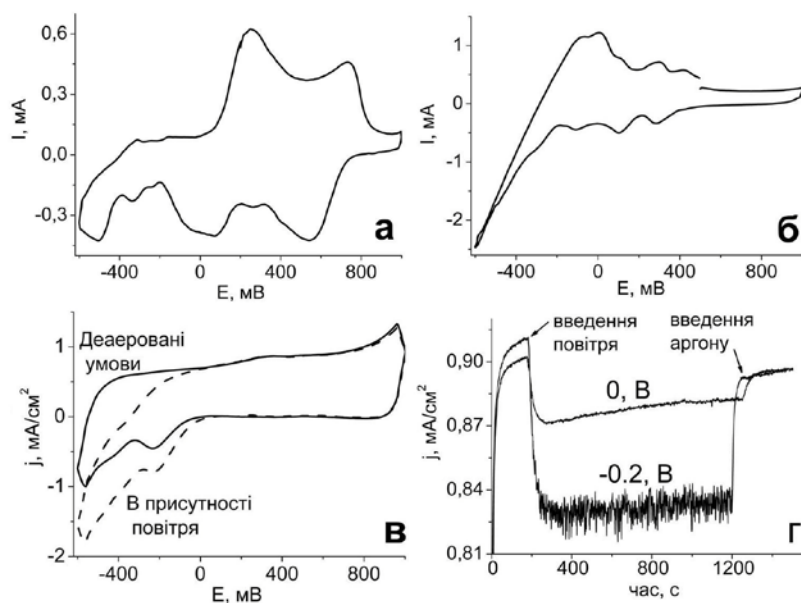 0,6
0,3
0,0
-0,3
I, мА
-400 0 400 800
E, мВ
а
1
0
-1
-2
I, мА
-400 0 400 800
E, мВ
б
1
0
-1
-2
j, мА/см²
Деаеровані
умови
В присутності
повітря
-400 0 400 800
E, мВ
в
0,90
0,87
0,84
0,81
j, мА/см²
введення
повітря
введення
аргону
0, В
-0.2, В
0 400 800 1200
час, с
г